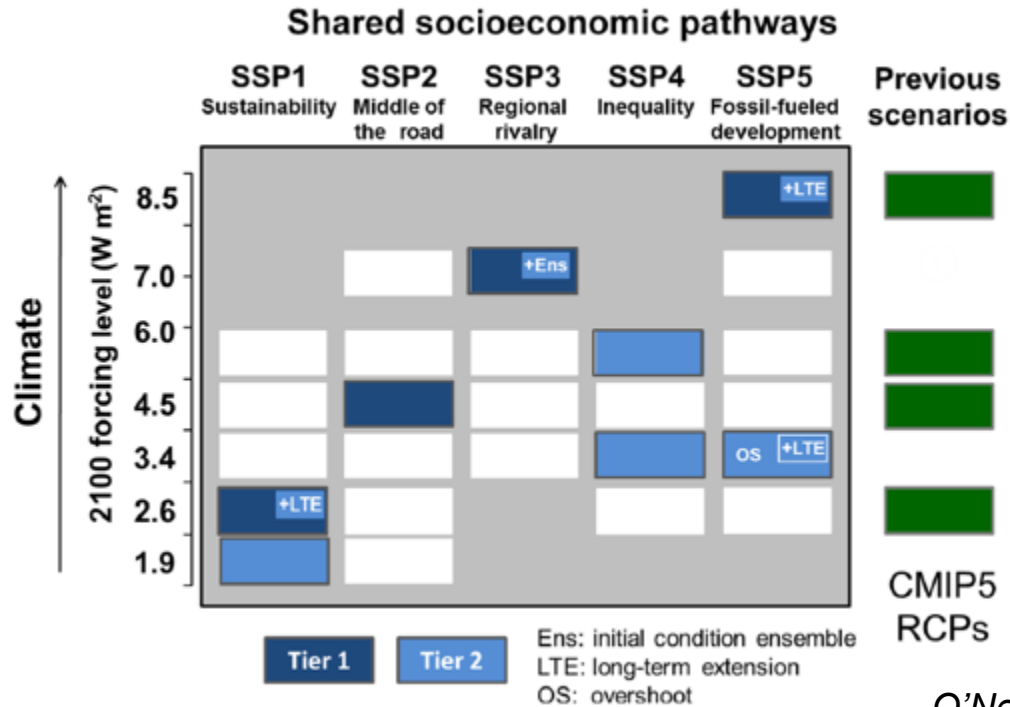 Shared socioeconomic pathways
SSP1 SSP2 SSP3 SSP4 SSP5 Previous
Sustainability Middle of Regional Inequality Fossil-fueled scenarios
the road rivalry development
Climate
2100 forcing level (W m⁻²)
8.5 +LTE
7.0 +Ens
6.0
4.5
3.4 OS +LTE
2.6 +LTE
1.9
CMIP5
RCPs
Tier 1 Tier 2
Ens: initial condition ensemble
LTE: long-term extension
OS: overshoot